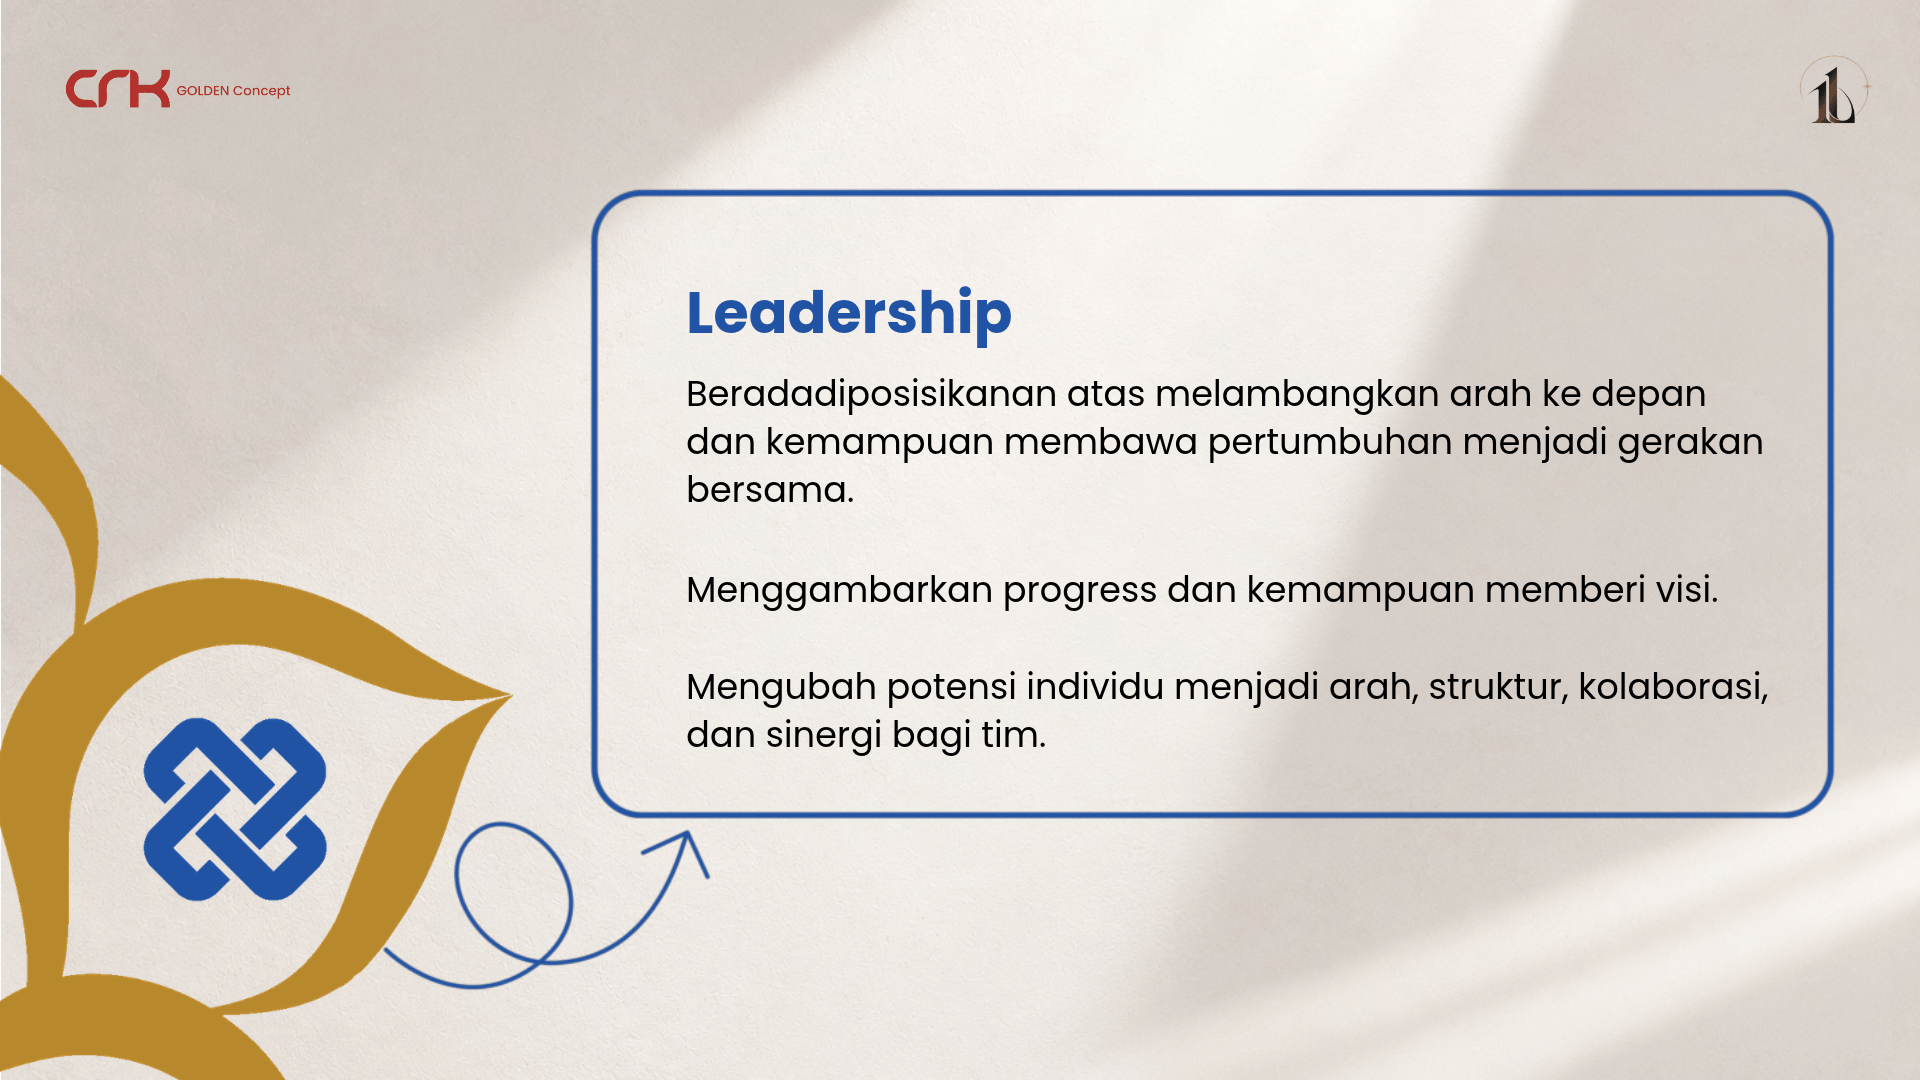 crk GOLDEN Concept
Leadership
Beradadiposisikanan atas melambangkan arah ke depan
dan kemampuan membawa pertumbuhan menjadi gerakan
bersama.
Menggambarkan progress dan kemampuan memberi visi.
Mengubah potensi individu menjadi arah, struktur, kolaborasi,
dan sinergi bagi tim.